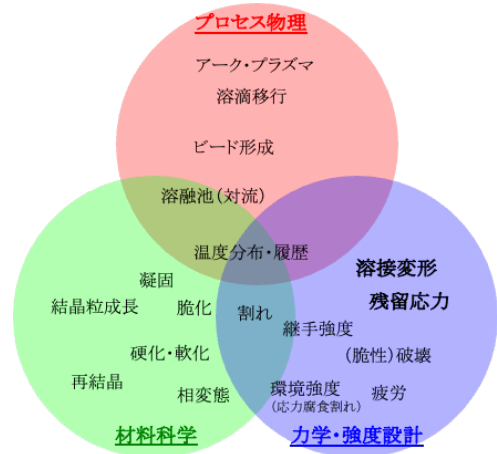 プロセス物理
アーク・プラズマ
溶滴移行
ビード形成
溶融池(対流)
温度分布・履歴
凝固
結晶粒成長
脆化
割れ
硬化・軟化
再結晶
相変態
材料科学
溶接変形
残留応力
継手強度
(脆性)破壊
環境強度
(応力腐食割れ)
疲労
力学・強度設計